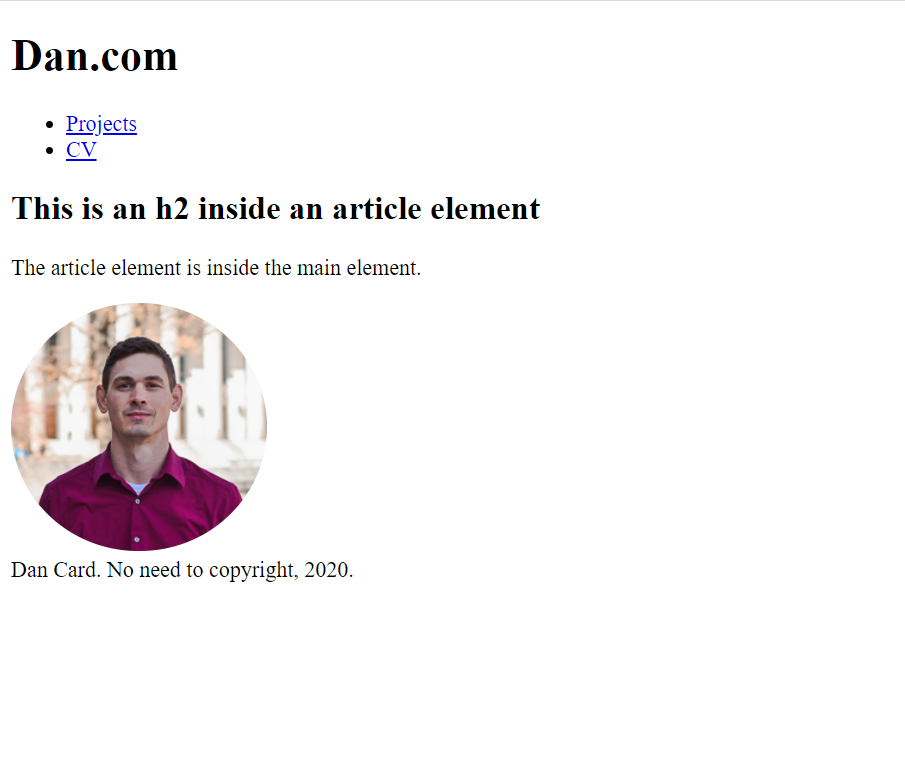 Dan.com
Projects
CV
This is an h2 inside an article element
The article element is inside the main element.
Dan Card. No need to copyright, 2020.